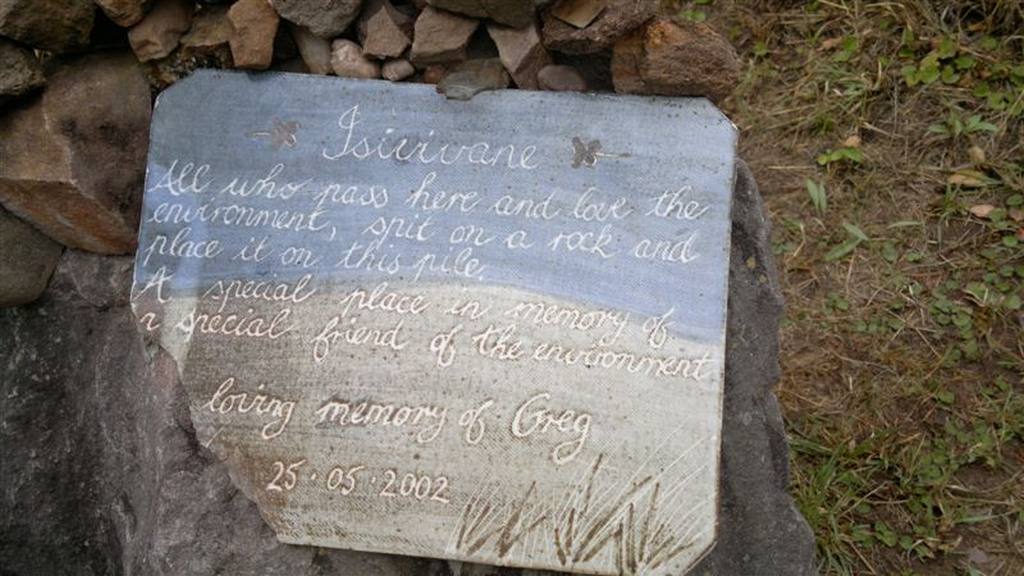 Isivivane
All who pass here and love the
environment, spit on a rock and
place it on this pile.
A special place in memory of
a special friend of the environment
loving memory of Greg
25.05.2002